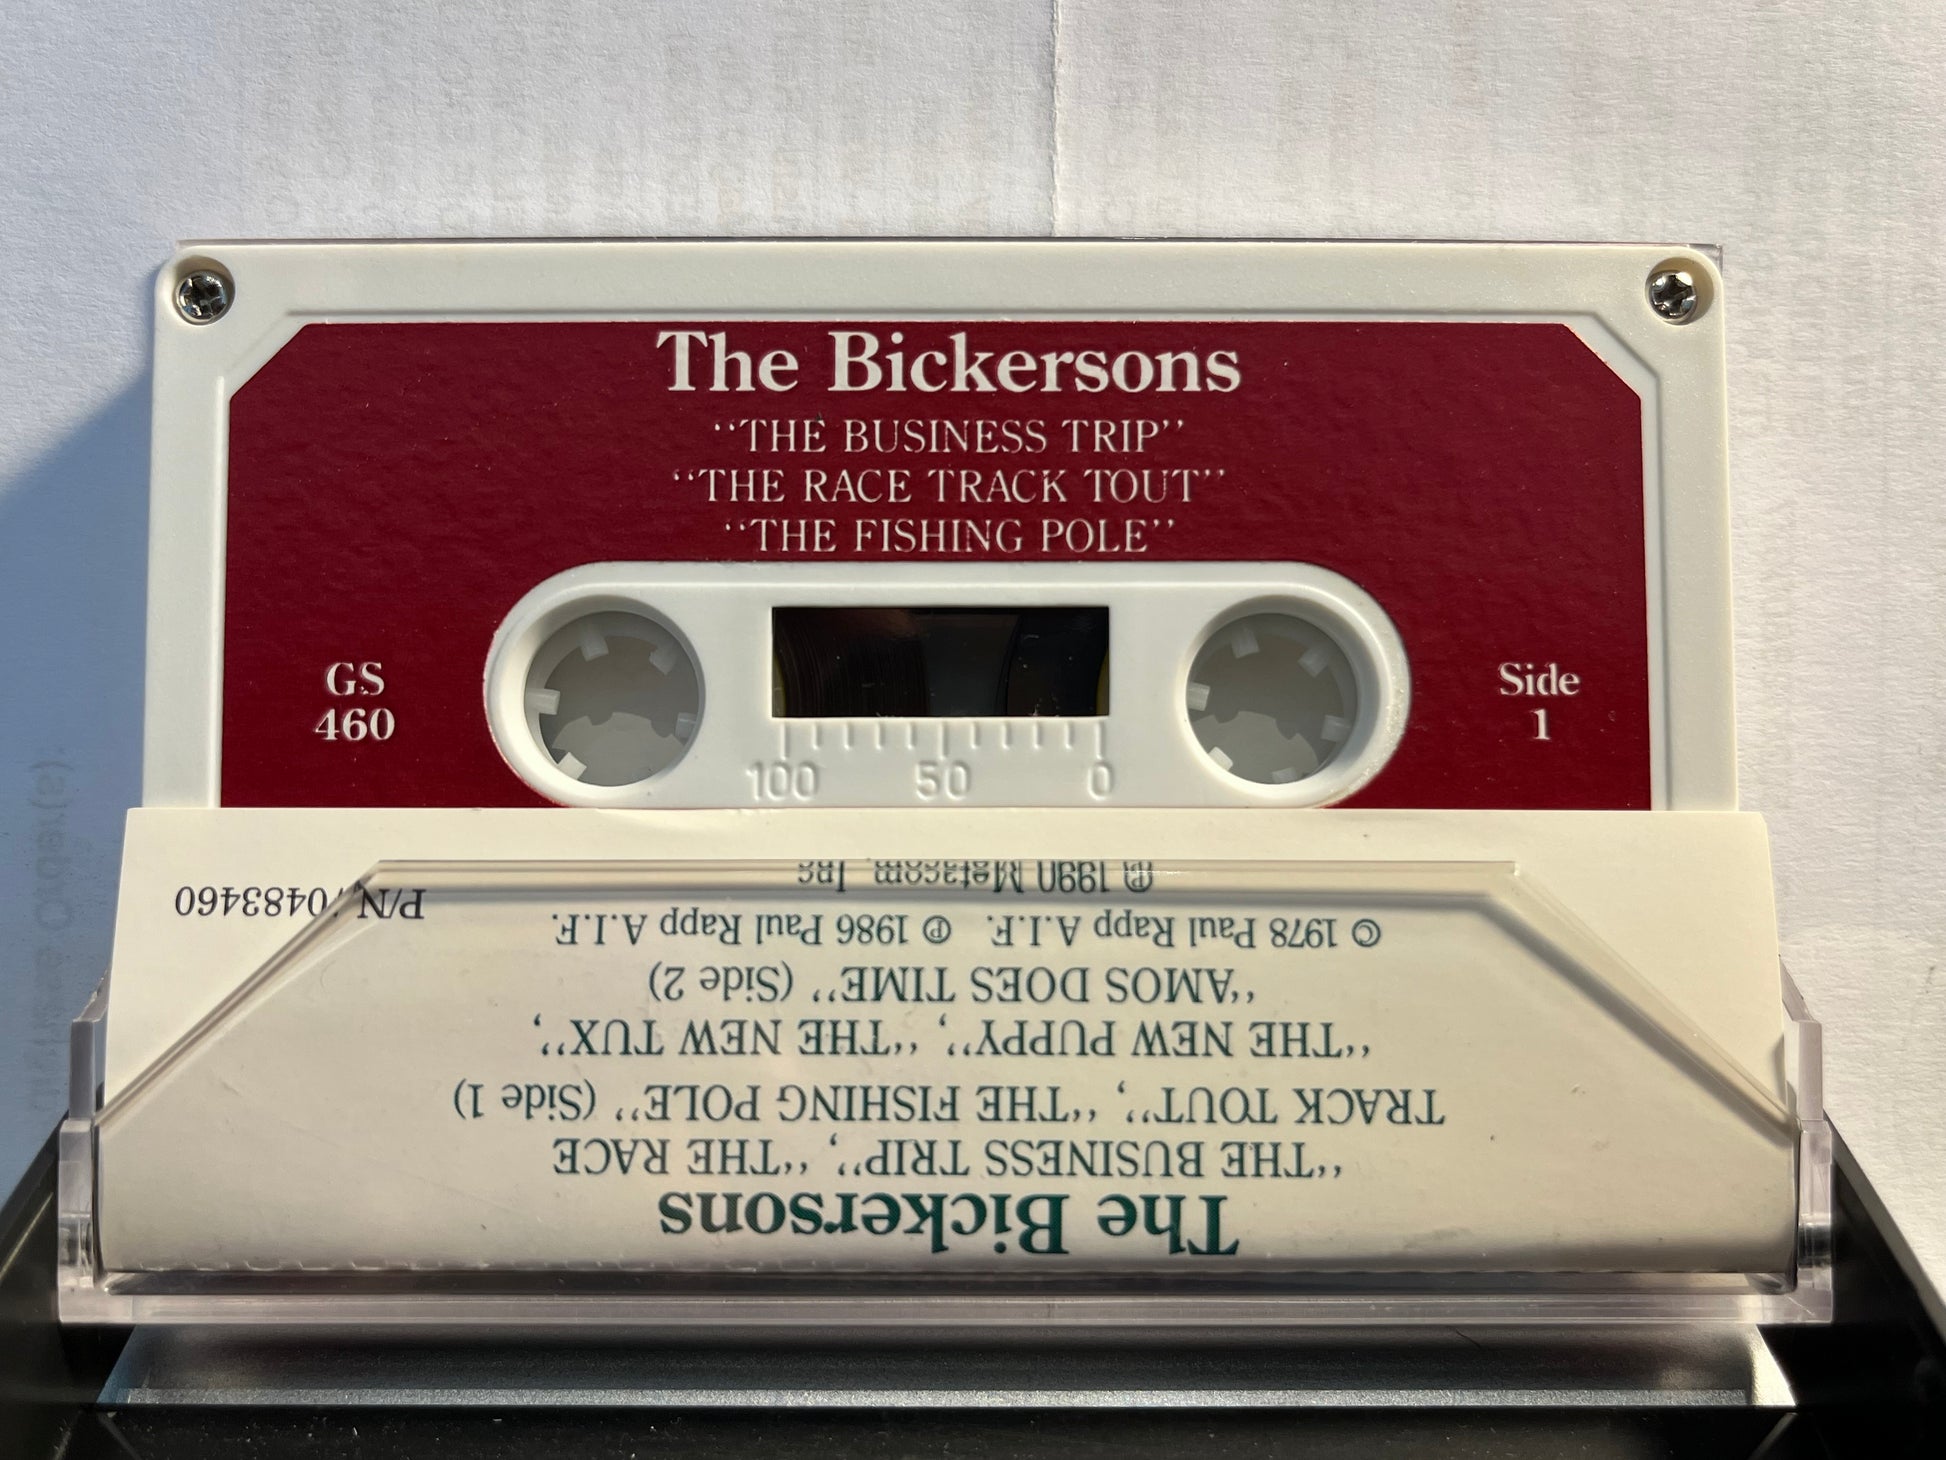 The Bickersons
"THE BUSINESS TRIP"
"THE RACE TRACK TOUT"
"THE FISHING POLE"
GS
460
Side
1
100 50 0
The Bickersons
"THE BUSINESS TRIP", "THE RACE
TRACK TOUT", "THE FISHING POLE" (Side 1)
"THE NEW PUPPY", "THE NEW TUX",
"AMOS DOES TIME" (Side 2)
© 1978 Paul Rapp A.I.F. ℗ 1986 Paul Rapp A.I.F.
℗ 1990 Metacom, Inc.
P/N 70483460